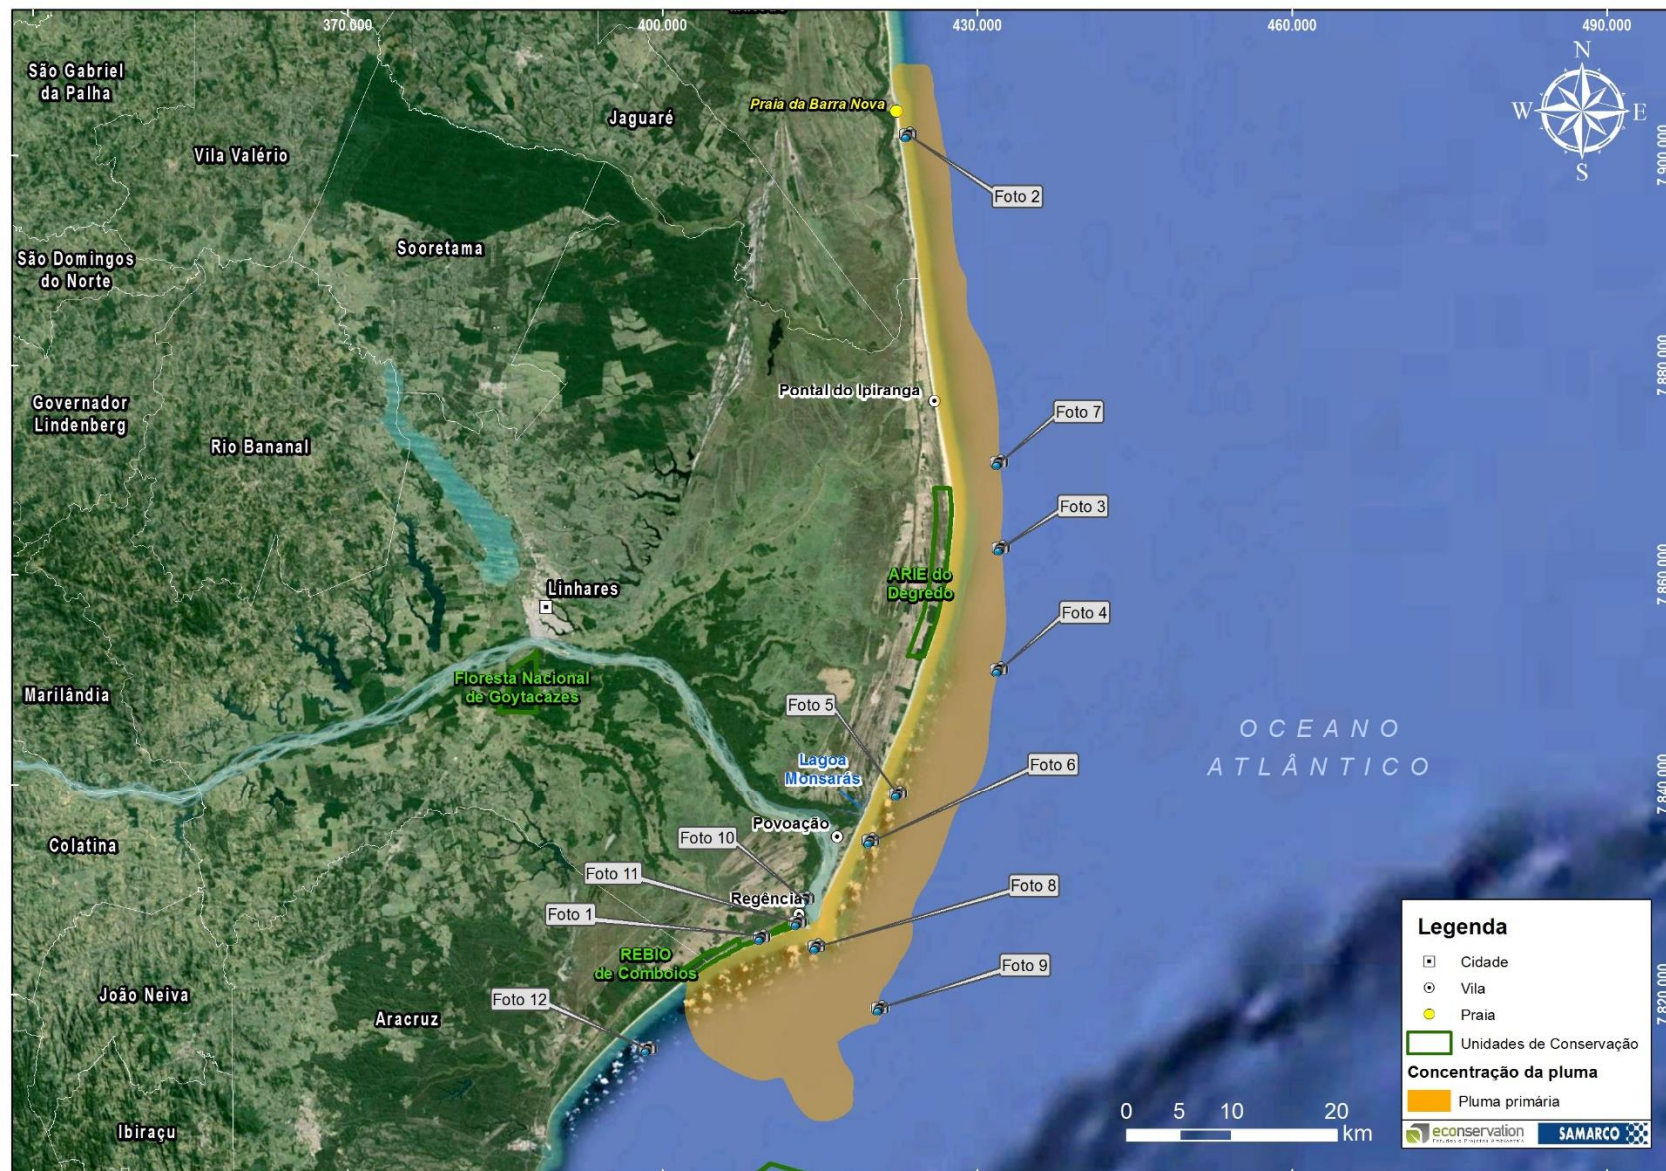 370.000
400.000
430.000
460.000
490.000
São Gabriel
da Palha
Jaguaré
Praia da Barra Nova
N
W
E
S
Vila Valério
7.900.000
Foto 2
Sooretama
São Domingos
do Norte
7.880.000
Pontal do Ipiranga
Governador
Lindenberg
Foto 7
Rio Bananal
Foto 3
ARIE do
Degredo
7.860.000
Linhares
Foto 4
Floresta Nacional
de Goytacazes
Marilândia
Foto 5
OCEANO
ATLÂNTICO
Lagoa
Monsarás
Foto 6
7.840.000
Povoação
Foto 10
Colatina
Foto 11
Foto 8
Regência
Foto 1
REBIO
de Comboios
Foto 9
João Neiva
Foto 12
Aracruz
7.820.000
Ibiraçu
0 5 10 20
km
Legenda
Cidade
Vila
Praia
Unidades de Conservação
Concentração da pluma
Pluma primária
econservation
SAMARCO